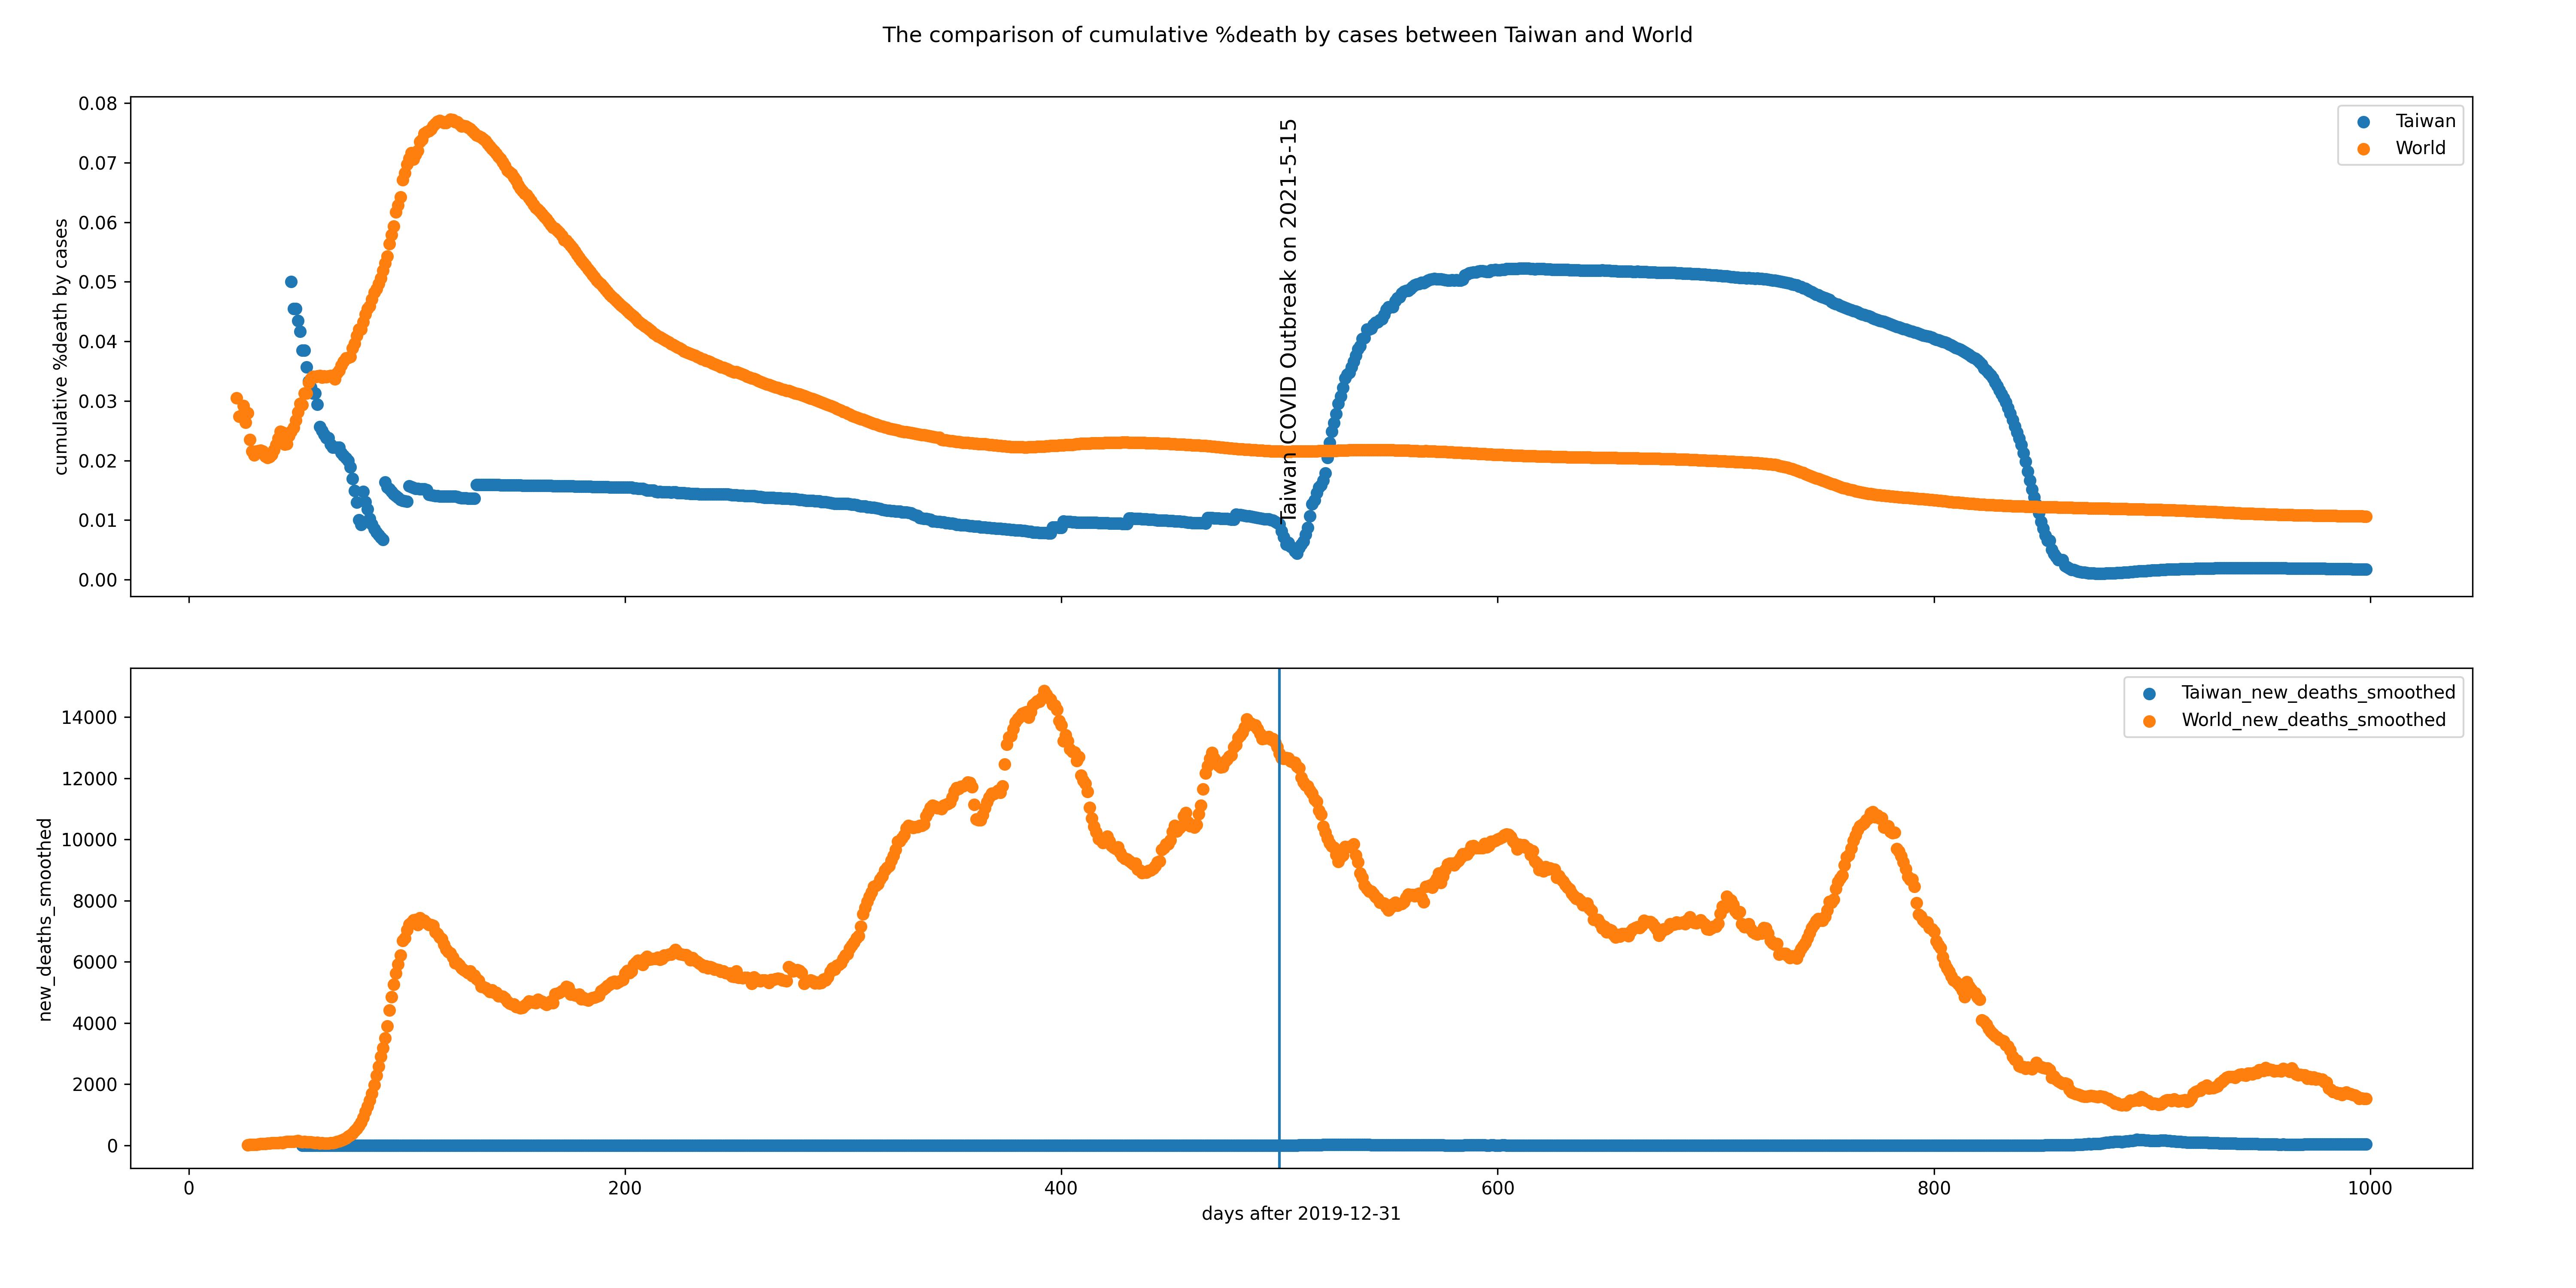 The comparison of cumulative %death by cases between Taiwan and World
cumulative %death by cases
0.08
0.07
0.06
0.05
0.04
0.03
0.02
0.01
0.00
Taiwan COVID Outbreak on 2021-5-15
Taiwan
World
new_deaths_smoothed
14000
12000
10000
8000
6000
4000
2000
0
Taiwan_new_deaths_smoothed
World_new_deaths_smoothed
0 200 400 600 800 1000
days after 2019-12-31